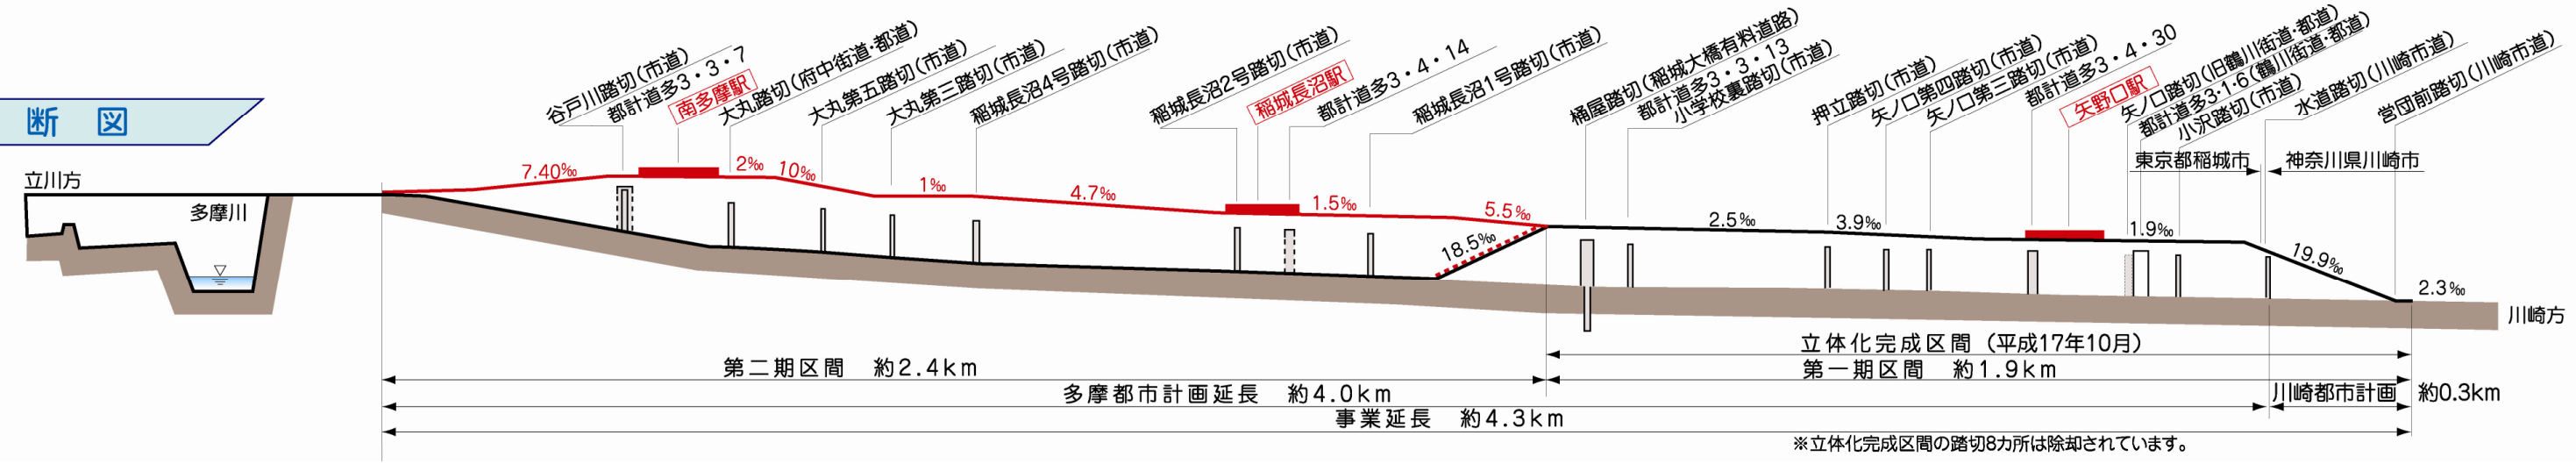 断図
谷戸川踏切(市道)
都計道多3・3・7
南多摩駅
大丸踏切(府中街道・都道)
大丸第五踏切(市道)
大丸第三踏切(市道)
稲城長沼4号踏切(市道)
稲城長沼2号踏切(市道)
稲城長沼駅
都計道多3・4・14
稲城長沼1号踏切(市道)
桶屋踏切(稲城大橋有料道路)
都計道多3・3・13
小学校裏踏切(市道)
押立踏切(市道)
矢ノ口第四踏切(市道)
矢ノ口第三踏切(市道)
都計道多3・4・30
矢野口駅
矢ノ口踏切(旧鶴川街道・都道)
都計道多3・1・6(鶴川街道・都道)
小沢踏切(市道)
水道踏切(川崎市道)
営団前踏切(川崎市道)
東京都稲城市
神奈川県川崎市
立川方
多摩川
7.40‰
2‰
10‰
1‰
4.7‰
1.5‰
5.5‰
18.5‰
2.5‰
3.9‰
1.9‰
19.9‰
2.3‰
川崎方
立体化完成区間(平成17年10月)
第二期区間 約2.4km
第一期区間 約1.9km
多摩都市計画延長 約4.0km
川崎都市計画 約0.3km
事業延長 約4.3km
※立体化完成区間の踏切8カ所は除却されています。